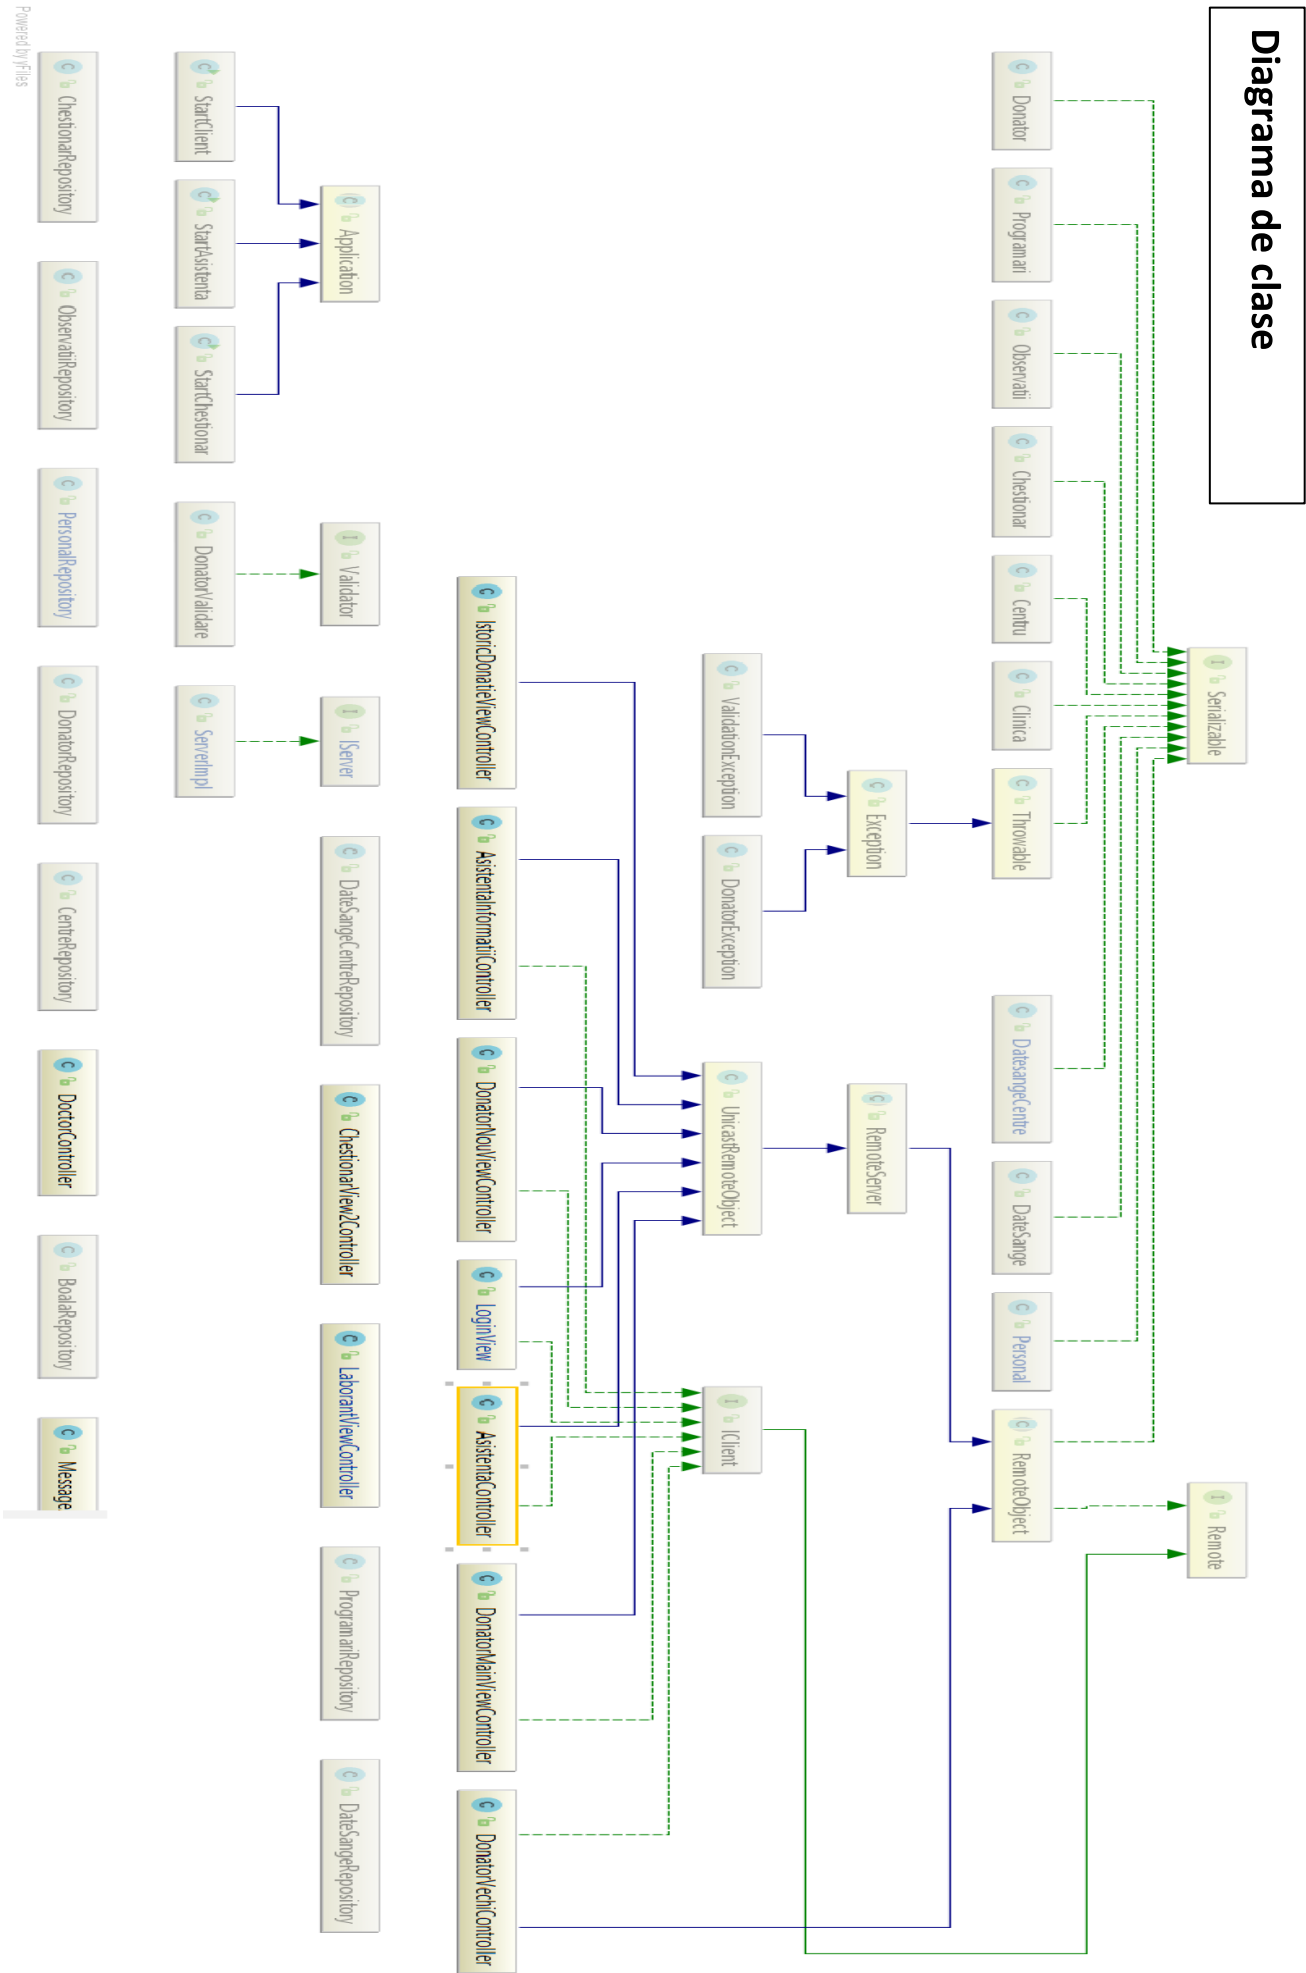 Diagrama de clase
Serializable
Remote
Donator
Programari
Observatii
Chestionar
Centru
Clinica
Throwable
DatesangeCentre
DateSange
Personal
RemoteObject
Exception
RemoteServer
ValidationException
DonatorException
UnicastRemoteObject
IClient
IstoricDonatieViewController
AsistentaInformatiiController
DonatorNouViewController
LoginView
AsistentaController
DonatorMainViewController
DonatorVechiController
Application
Validator
IServer
DateSangeCentreRepository
ChestionarView2Controller
LaborantViewController
ProgramariRepository
DateSangeRepository
StartClient
StartAsistenta
StartChestionar
DonatorValidare
ServerImpl
ChestionarRepository
ObservatiiRepository
PersonalRepository
DonatorRepository
CentreRepository
DoctorController
BoalaRepository
Message
Powered by yFiles